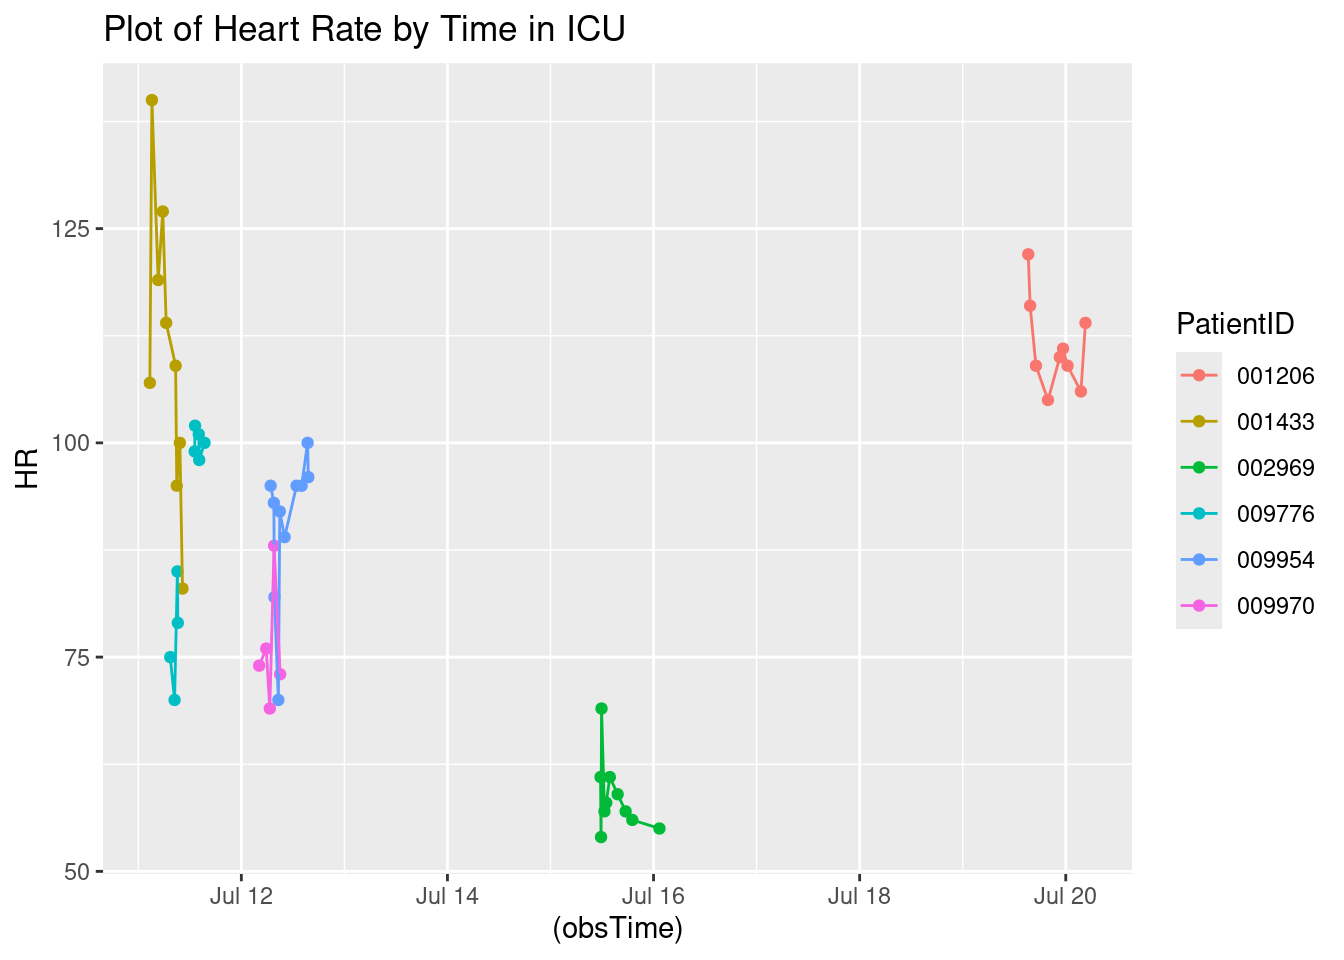 Plot of Heart Rate by Time in ICU
HR
125
100
75
50
Jul 12
Jul 14
Jul 16
Jul 18
Jul 20
(obsTime)
PatientID
001206
001433
002969
009776
009954
009970